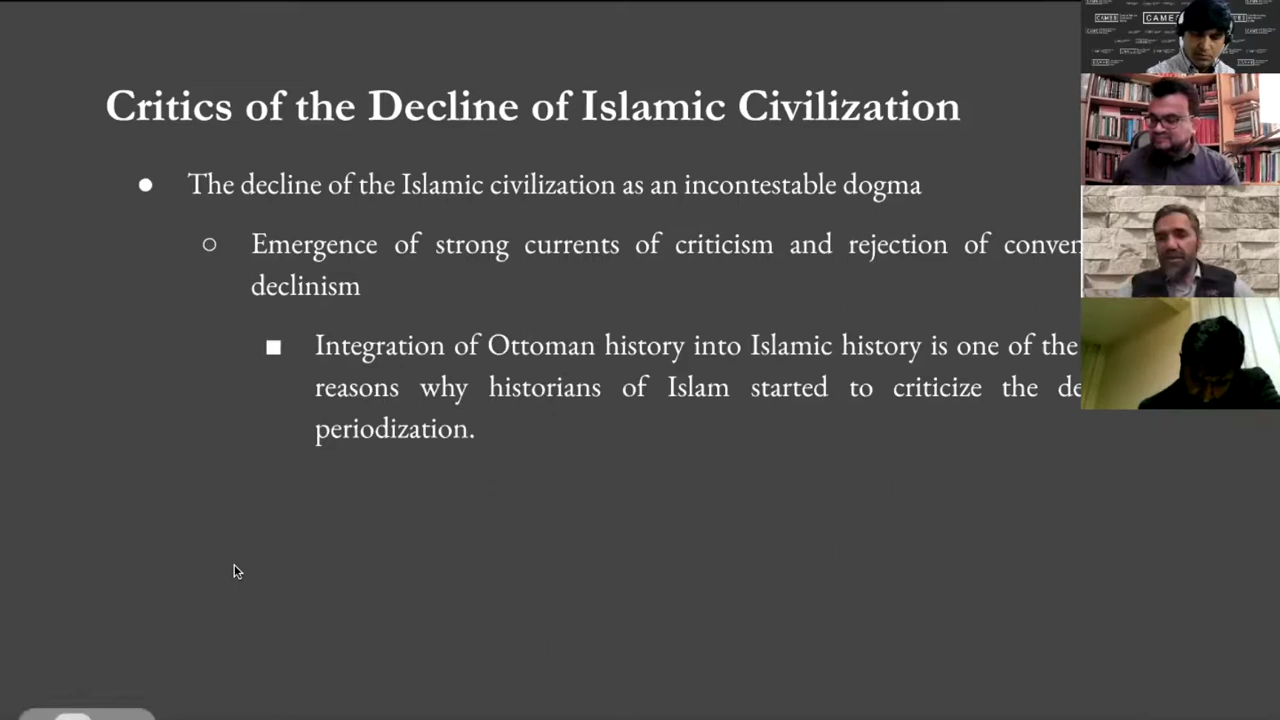 Critics of the Decline of Islamic Civilization
● The decline of the Islamic civilization as an incontestable dogma
○ Emergence of strong currents of criticism and rejection of conven
declinism
■ Integration of Ottoman history into Islamic history is one of the
reasons why historians of Islam started to criticize the de
periodization.
CAMES
CAMES